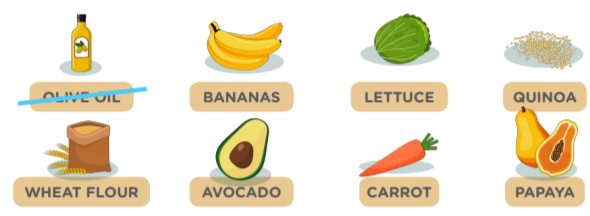 OLIVE OIL
BANANAS
LETTUCE
QUINOA
WHEAT FLOUR
AVOCADO
CARROT
PAPAYA